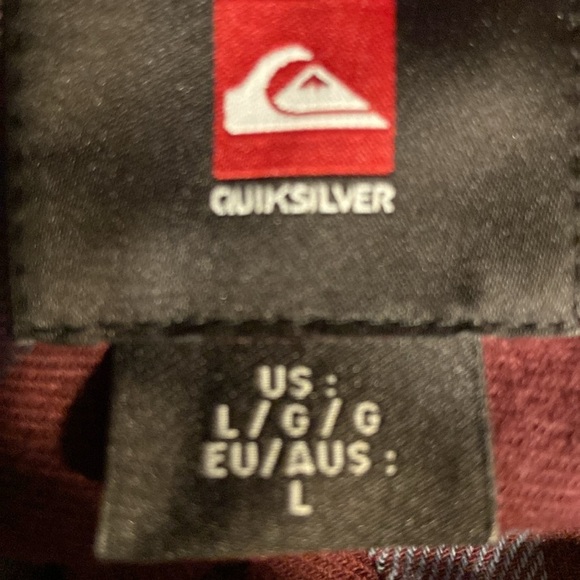 QUIKSILVER
US :
L / G / G
EU/AUS :
L